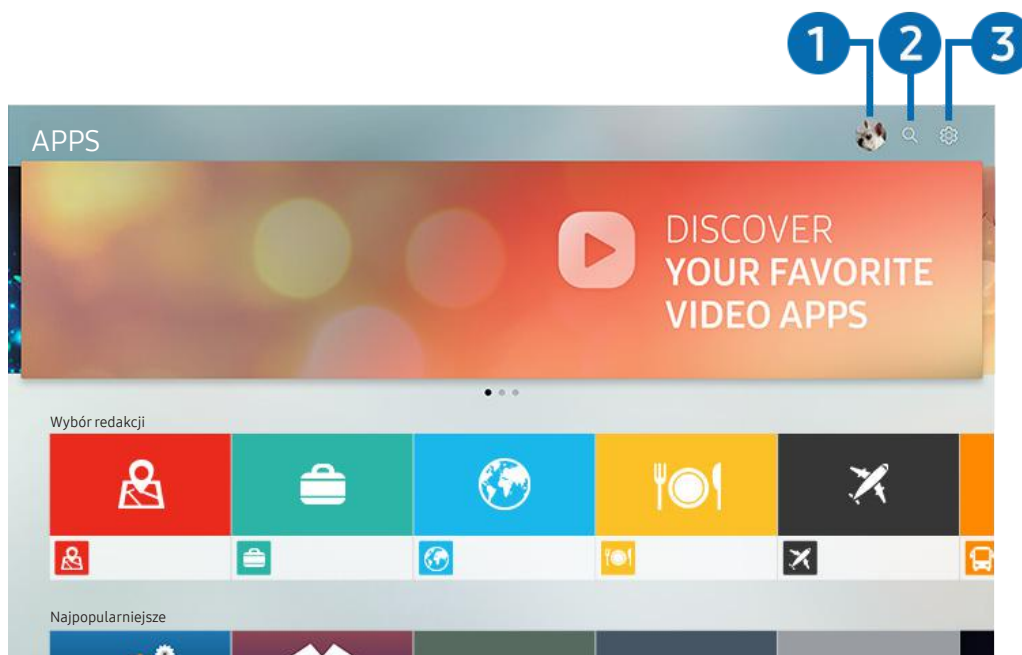 1 2 3
APPS
DISCOVER
YOUR FAVORITE
VIDEO APPS
Wybór redakcji
Najpopularniejsze